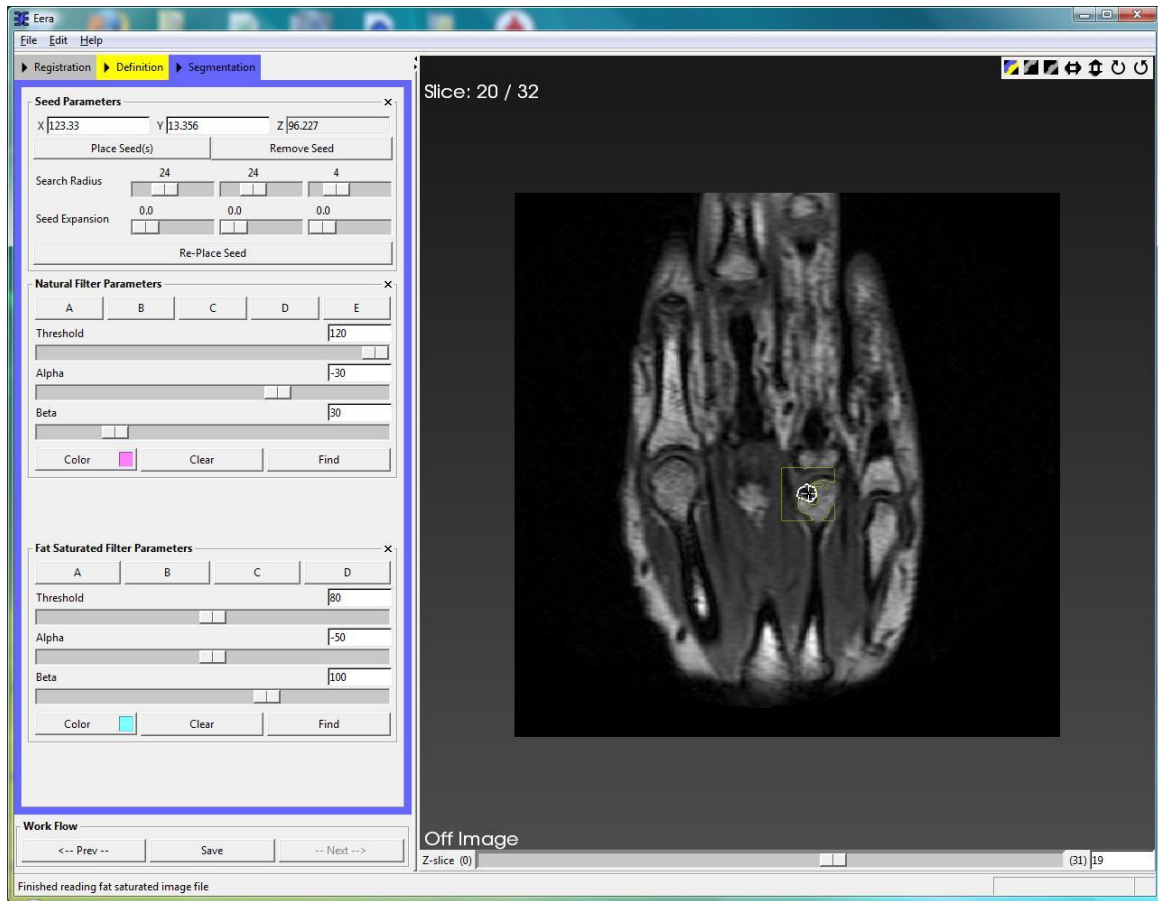 Eera
File Edit Help
Registration Definition Segmentation
Seed Parameters
X 123.33 Y 13.356 Z 96.227
Place Seed(s) Remove Seed
24 24 4
Search Radius
0.0 0.0 0.0
Seed Expansion
Re-Place Seed
Natural Filter Parameters
A B C D E
Threshold 120
Alpha -30
Beta 30
Color Clear Find
Fat Saturated Filter Parameters
A B C D
Threshold 80
Alpha -50
Beta 100
Color Clear Find
Work Flow
<-- Prev -- Save -- Next -->
Finished reading fat saturated image file
Slice: 20 / 32
Off Image
Z-slice (0) (31) 19